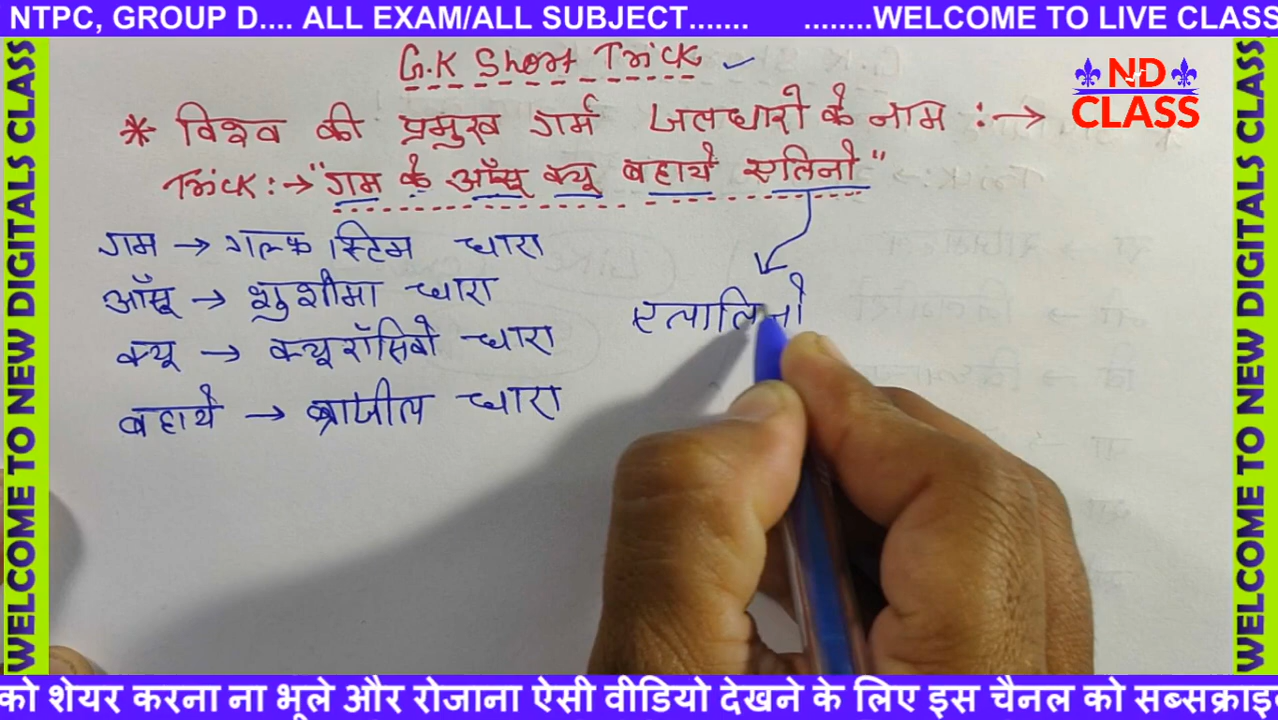 NTPC, GROUP D.... ALL EXAM/ALL SUBJECT....... ........WELCOME TO LIVE CLASS
G.K Short Trick
ND CLASS
* विश्व की प्रमुख गर्म जलधारो के नाम :→
Trick:→ "गम के आँसू क्यू बहाये एलिनो"
गम → गल्फ स्टिम धारा
आँसू → शुशीमा धारा
क्यू → क्यूरॉसिवो धारा
बहाये → ब्राजील धारा
एलालिनो
WELCOME TO NEW DIGITALS CLASS
WELCOME TO NEW DIGITALS CLASS
को शेयर करना ना भूले और रोजाना ऐसी वीडियो देखने के लिए इस चैनल को सब्सक्राइ